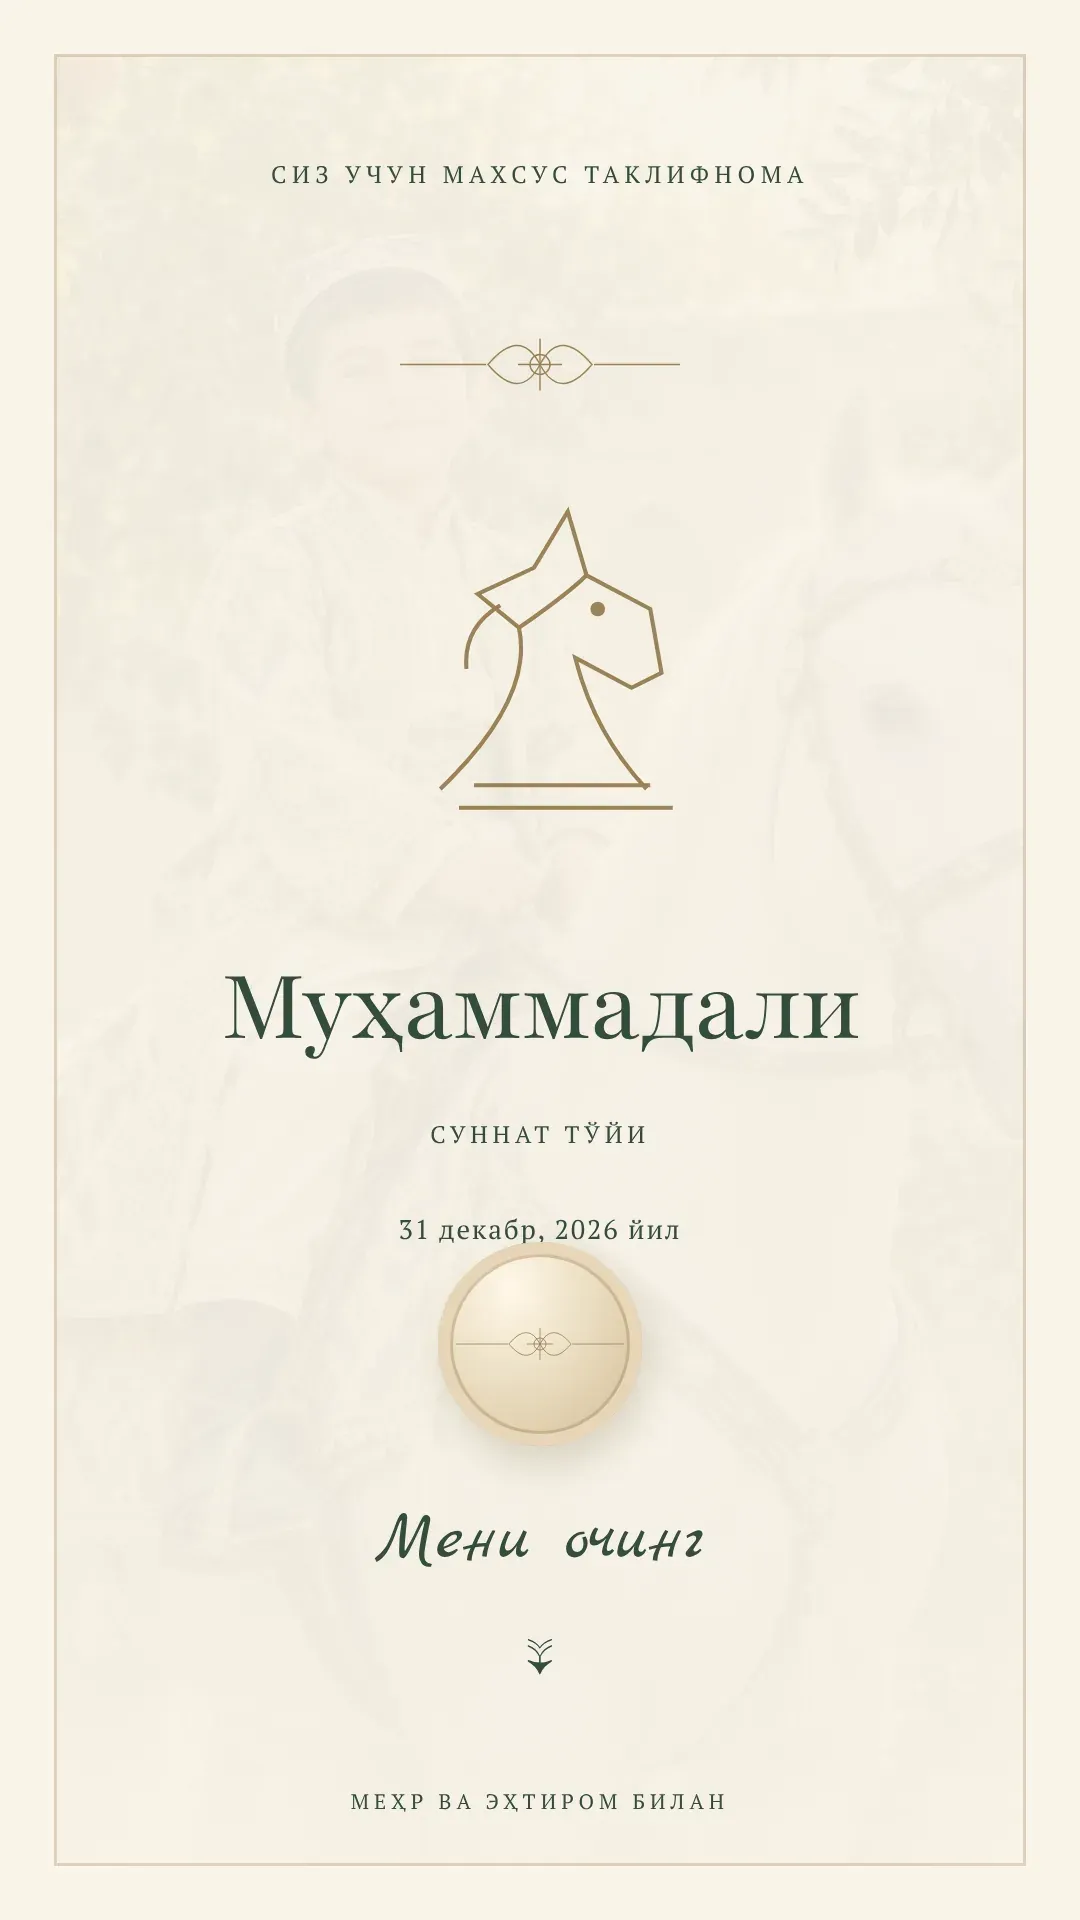 СИЗ УЧУН МАХСУС ТАКЛИФНОМА
Муҳаммадали
СУННАТ ТЎЙИ
31 декабр, 2026 йил
Мени очинг
МЕҲР ВА ЭҲТИРОМ БИЛАН